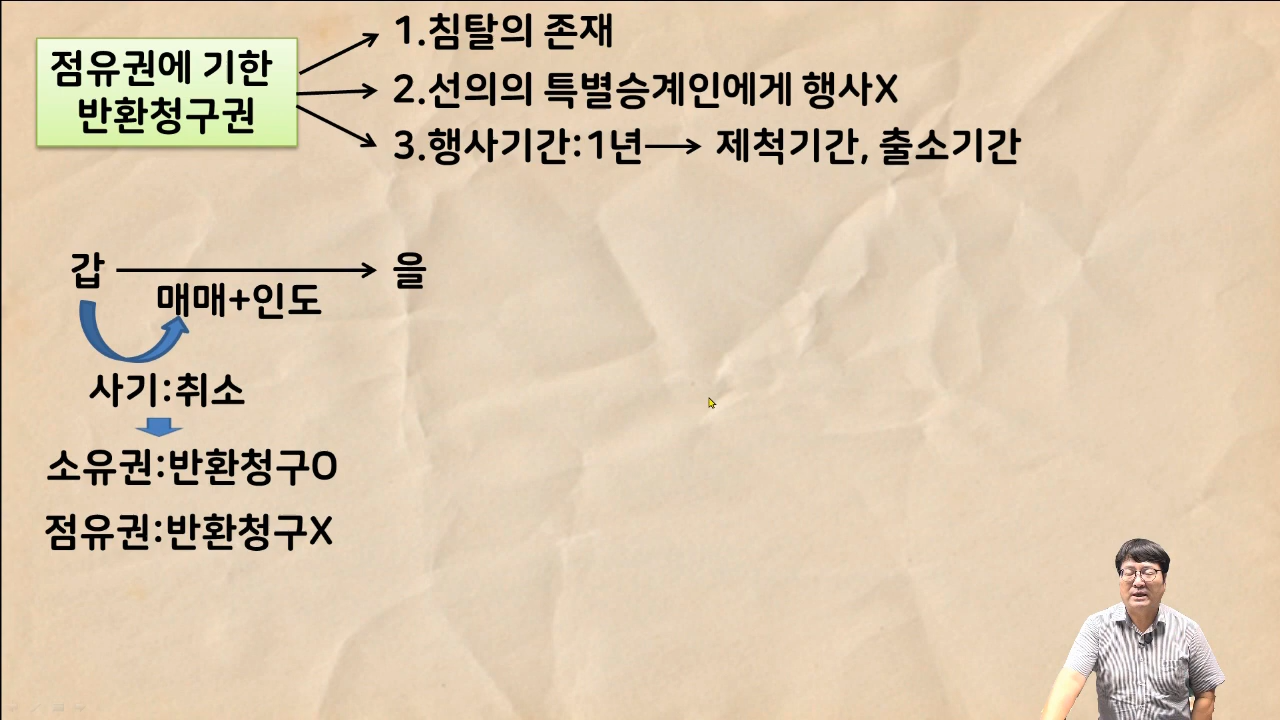 점유권에 기한
반환청구권
1.침탈의 존재
2.선의의 특별승계인에게 행사X
3.행사기간:1년 → 제척기간, 출소기간
갑 → 을
매매+인도
사기:취소
소유권:반환청구O
점유권:반환청구X